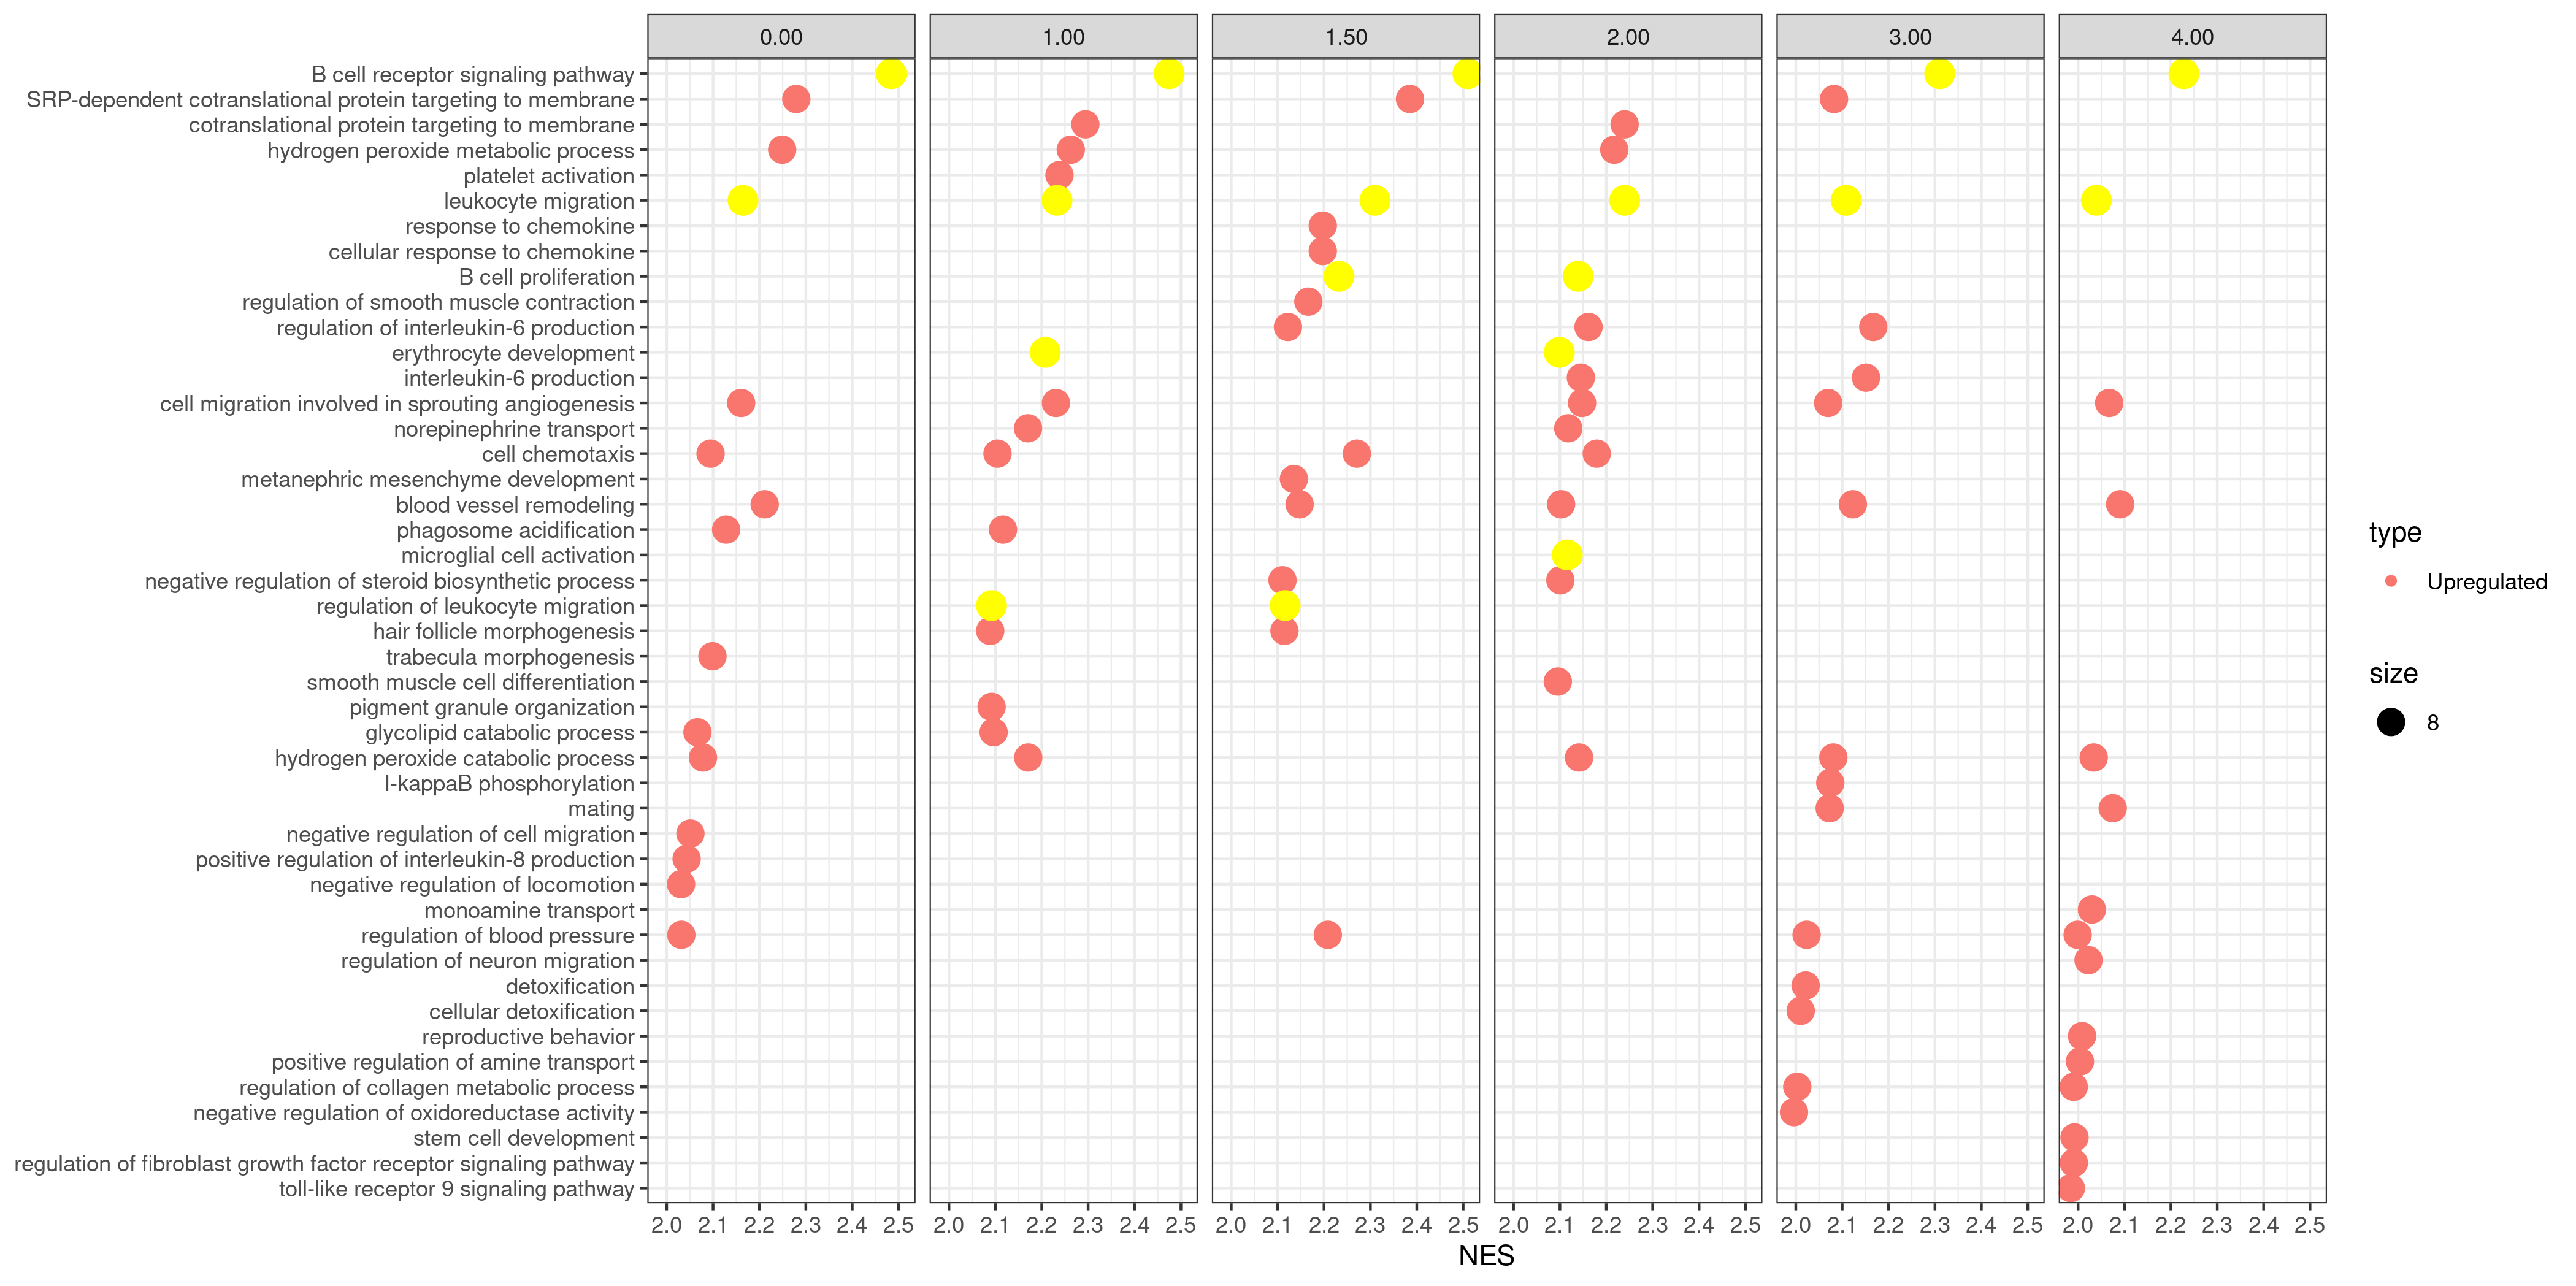 0.00 1.00 1.50 2.00 3.00 4.00
B cell receptor signaling pathway
SRP-dependent cotranslational protein targeting to membrane
cotranslational protein targeting to membrane
hydrogen peroxide metabolic process
platelet activation
leukocyte migration
response to chemokine
cellular response to chemokine
B cell proliferation
regulation of smooth muscle contraction
regulation of interleukin-6 production
erythrocyte development
interleukin-6 production
cell migration involved in sprouting angiogenesis
norepinephrine transport
cell chemotaxis
metanephric mesenchyme development
blood vessel remodeling
phagosome acidification
microglial cell activation
negative regulation of steroid biosynthetic process
regulation of leukocyte migration
hair follicle morphogenesis
trabecula morphogenesis
smooth muscle cell differentiation
pigment granule organization
glycolipid catabolic process
hydrogen peroxide catabolic process
I-kappaB phosphorylation
mating
negative regulation of cell migration
positive regulation of interleukin-8 production
negative regulation of locomotion
monoamine transport
regulation of blood pressure
regulation of neuron migration
detoxification
cellular detoxification
reproductive behavior
positive regulation of amine transport
regulation of collagen metabolic process
negative regulation of oxidoreductase activity
stem cell development
regulation of fibroblast growth factor receptor signaling pathway
toll-like receptor 9 signaling pathway
2.0 2.1 2.2 2.3 2.4 2.5 2.0 2.1 2.2 2.3 2.4 2.5 2.0 2.1 2.2 2.3 2.4 2.5 2.0 2.1 2.2 2.3 2.4 2.5 2.0 2.1 2.2 2.3 2.4 2.5 2.0 2.1 2.2 2.3 2.4 2.5
NES
type
Upregulated
size
8